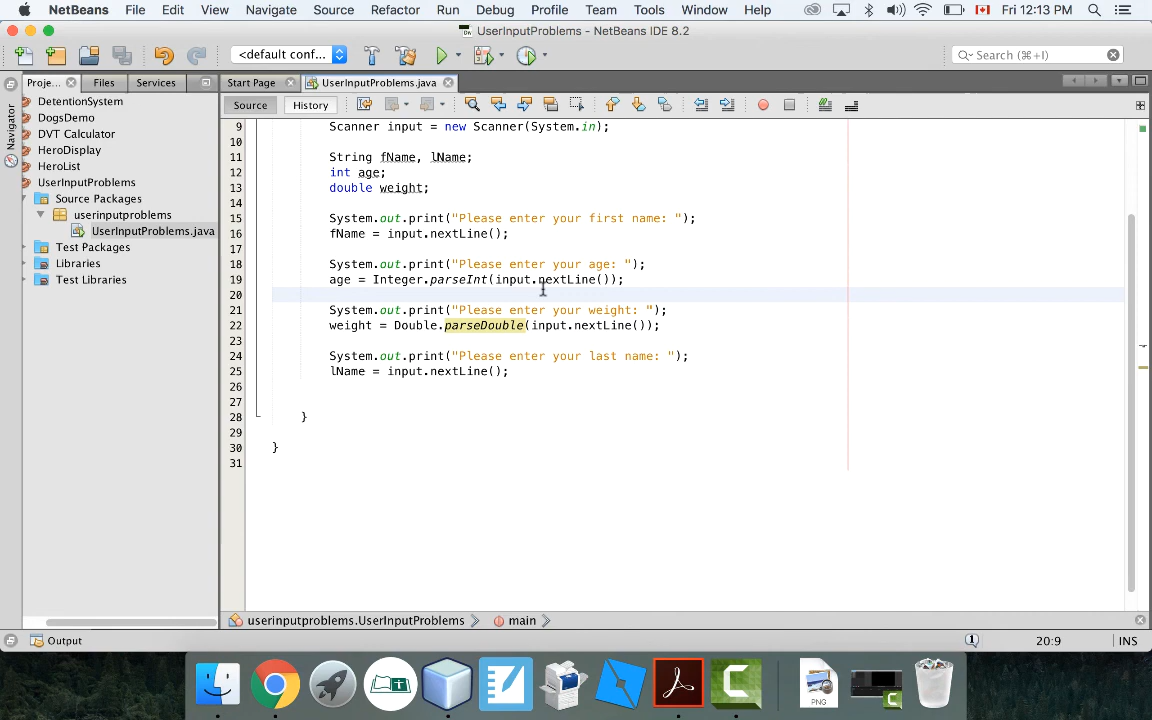 NetBeans File Edit View Navigate Source Refactor Run Debug Profile Team Tools Window Help Fri 12:13 PM
UserInputProblems - NetBeans IDE 8.2
<default conf... Search (⌘+I)
Proje... Files Services Start Page UserInputProblems.java
Source History
Navigator
DetentionSystem
DogsDemo
DVT Calculator
HeroDisplay
HeroList
UserInputProblems
Source Packages
userinputproblems
UserInputProblems.java
Test Packages
Libraries
Test Libraries
9 Scanner input = new Scanner(System.in);
10
11 String fName, lName;
12 int age;
13 double weight;
14
15 System.out.print("Please enter your first name: ");
16 fName = input.nextLine();
17
18 System.out.print("Please enter your age: ");
19 age = Integer.parseInt(input.nextLine());
20
21 System.out.print("Please enter your weight: ");
22 weight = Double.parseDouble(input.nextLine());
23
24 System.out.print("Please enter your last name: ");
25 lName = input.nextLine();
26
27
28 }
29
30 }
31
userinputproblems.UserInputProblems main
Output 1 20:9 INS
PNG